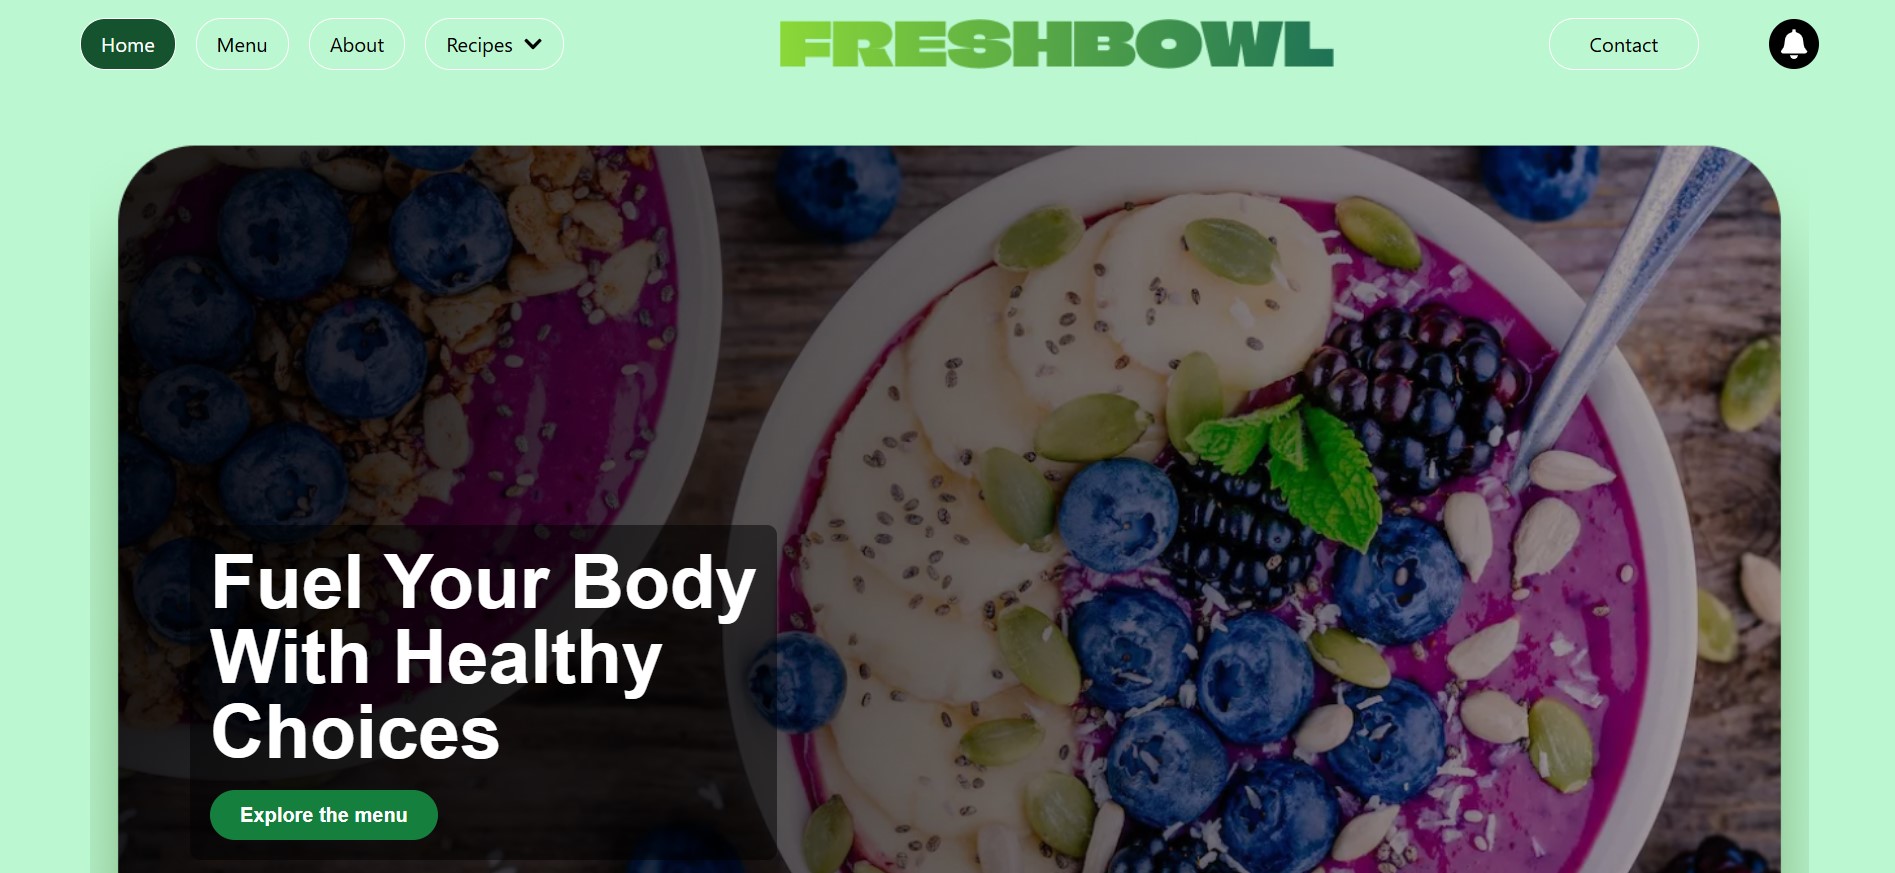 Home
Menu
About
Recipes
FRESHBOWL
Contact
Fuel Your Body
With Healthy
Choices
Explore the menu